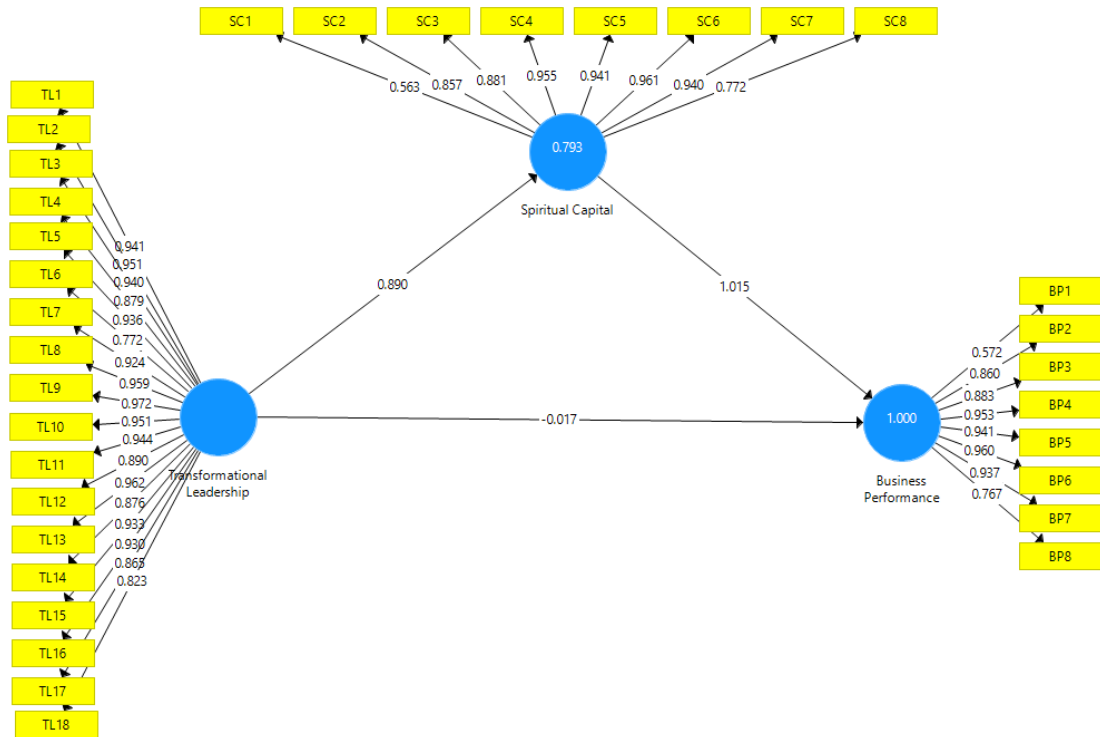 SC1
SC2
SC3
SC4
SC5
SC6
SC7
SC8
0.563
0.857
0.881
0.955
0.941
0.961
0.940
0.772
0.793
Spiritual Capital
TL1
TL2
TL3
TL4
TL5
TL6
TL7
TL8
TL9
TL10
TL11
TL12
TL13
TL14
TL15
TL16
TL17
TL18
0.941
0.951
0.940
0.879
0.936
0.772
0.924
0.959
0.972
0.951
0.944
0.890
0.962
0.876
0.933
0.930
0.865
0.823
Transformational
Leadership
0.890
1.015
-0.017
1.000
Business
Performance
0.572
0.860
0.883
0.953
0.941
0.960
0.937
0.767
BP1
BP2
BP3
BP4
BP5
BP6
BP7
BP8